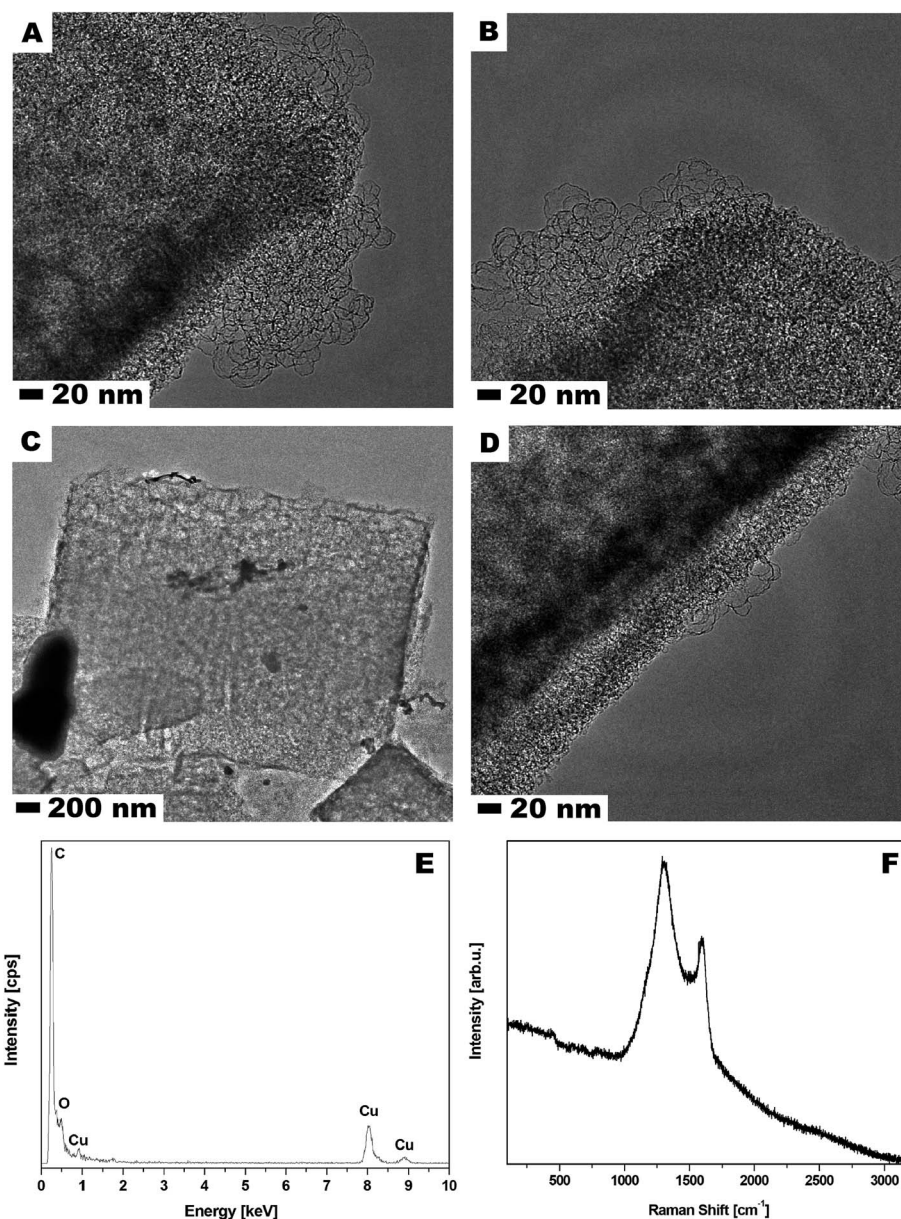 A
20 nm
B
20 nm
C
200 nm
D
20 nm
E
C
O
Cu
Cu
Cu
Intensity [cps]
0 1 2 3 4 5 6 7 8 9 10
Energy [keV]
F
Intensity [arb.u.]
500 1000 1500 2000 2500 3000
Raman Shift [cm⁻¹]